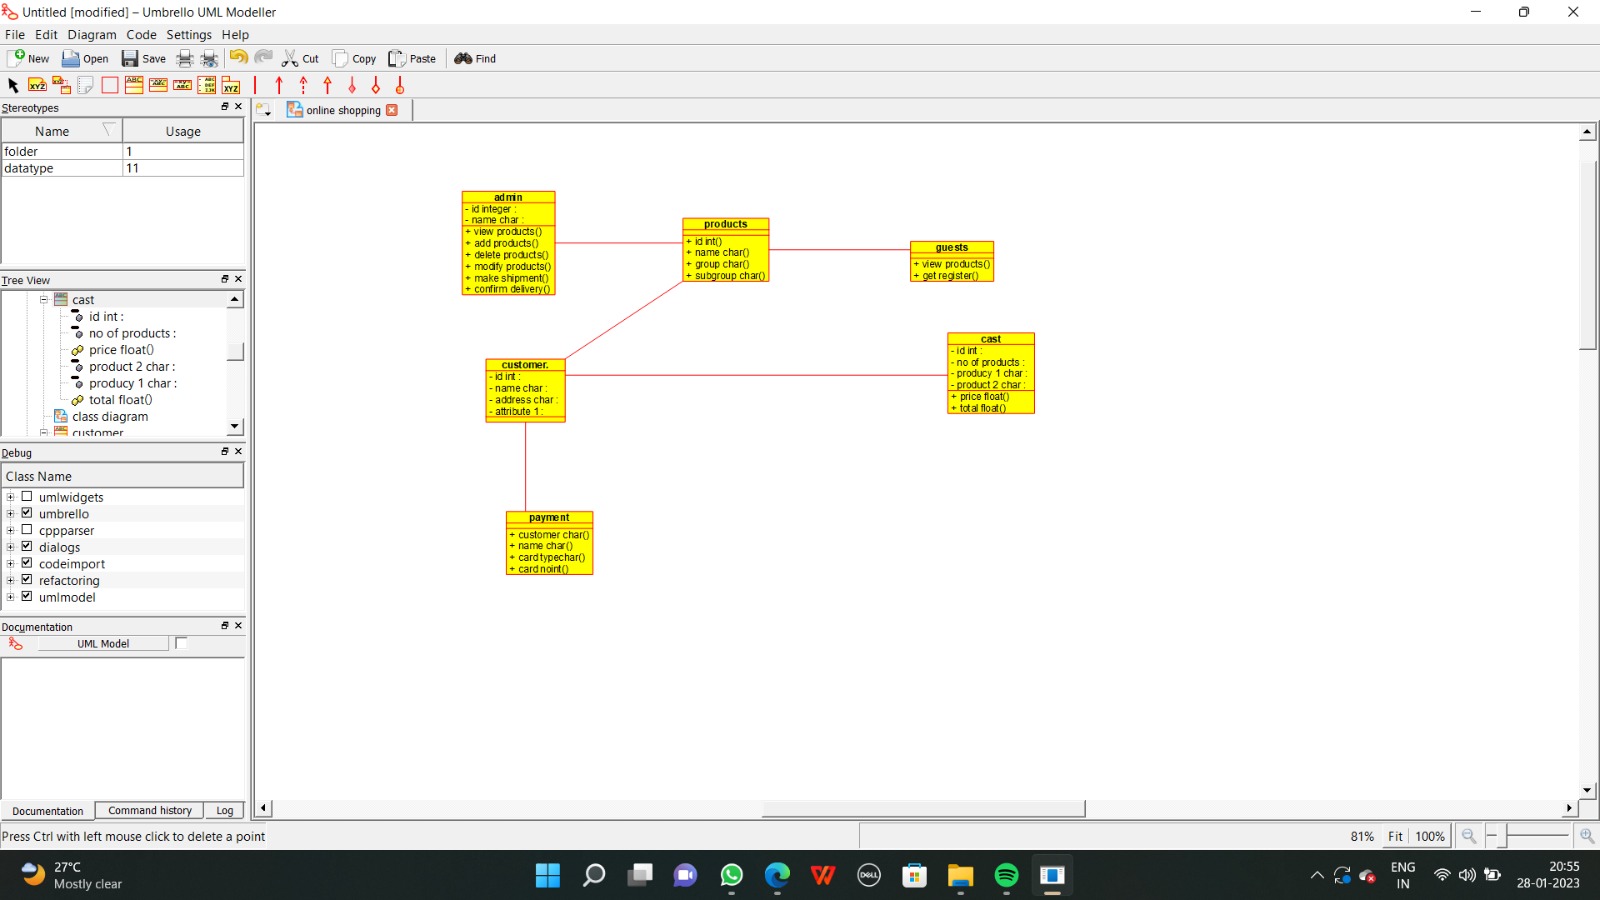 Untitled [modified] – Umbrello UML Modeller
File Edit Diagram Code Settings Help
New Open Save Cut Copy Paste Find
Stereotypes
Name Usage
folder 1
datatype 11
Tree View
cast
id int :
no of products :
price float()
product 2 char :
producy 1 char :
total float()
class diagram
customer
Debug
Class Name
umlwidgets
umbrello
cppparser
dialogs
codeimport
refactoring
umlmodel
Documentation
UML Model
Documentation Command history Log
Press Ctrl with left mouse click to delete a point
online shopping
admin
- id integer :
- name char :
+ view products()
+ add products()
+ delete products()
+ modify products()
+ make shipment()
+ confirm delivery()
products
+ id int()
+ name char()
+ group char()
+ subgroup char()
guests
+ view products()
+ get register()
customer.
- id int :
- name char :
- address char :
- attribute 1 :
cast
- id int :
- no of products :
- producy 1 char :
- product 2 char :
+ price float()
+ total float()
payment
+ customer char()
+ name char()
+ card typechar()
+ card noint()
81% Fit 100%
27°C
Mostly clear
DELL
ENG
IN
20:55
28-01-2023